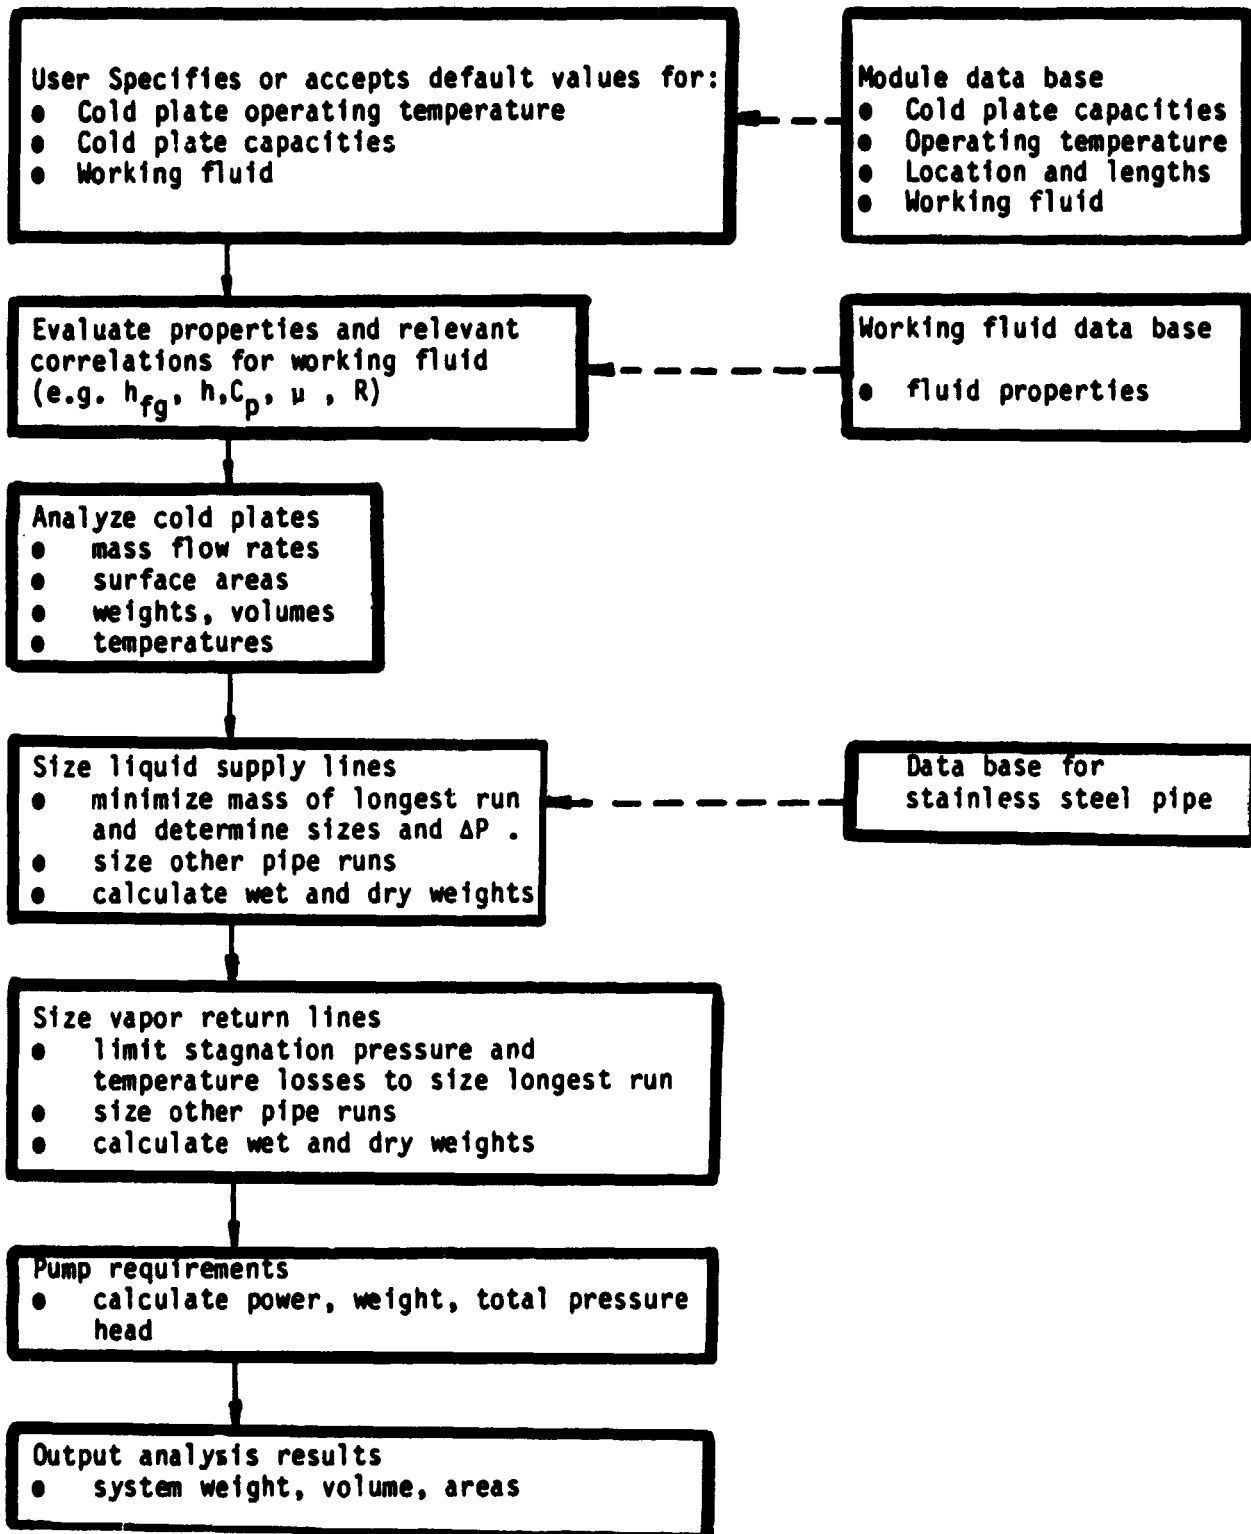 User Specifies or accepts default values for:
● Cold plate operating temperature
● Cold plate capacities
● Working fluid
Module data base
● Cold plate capacities
● Operating temperature
● Location and lengths
● Working fluid
Evaluate properties and relevant
correlations for working fluid
(e.g. h_fg, h,C_p, μ , R)
Working fluid data base
● fluid properties
Analyze cold plates
● mass flow rates
● surface areas
● weights, volumes
● temperatures
Size liquid supply lines
● minimize mass of longest run
and determine sizes and ΔP .
● size other pipe runs
● calculate wet and dry weights
Data base for
stainless steel pipe
Size vapor return lines
● limit stagnation pressure and
temperature losses to size longest run
● size other pipe runs
● calculate wet and dry weights
Pump requirements
● calculate power, weight, total pressure
head
Output analysis results
● system weight, volume, areas